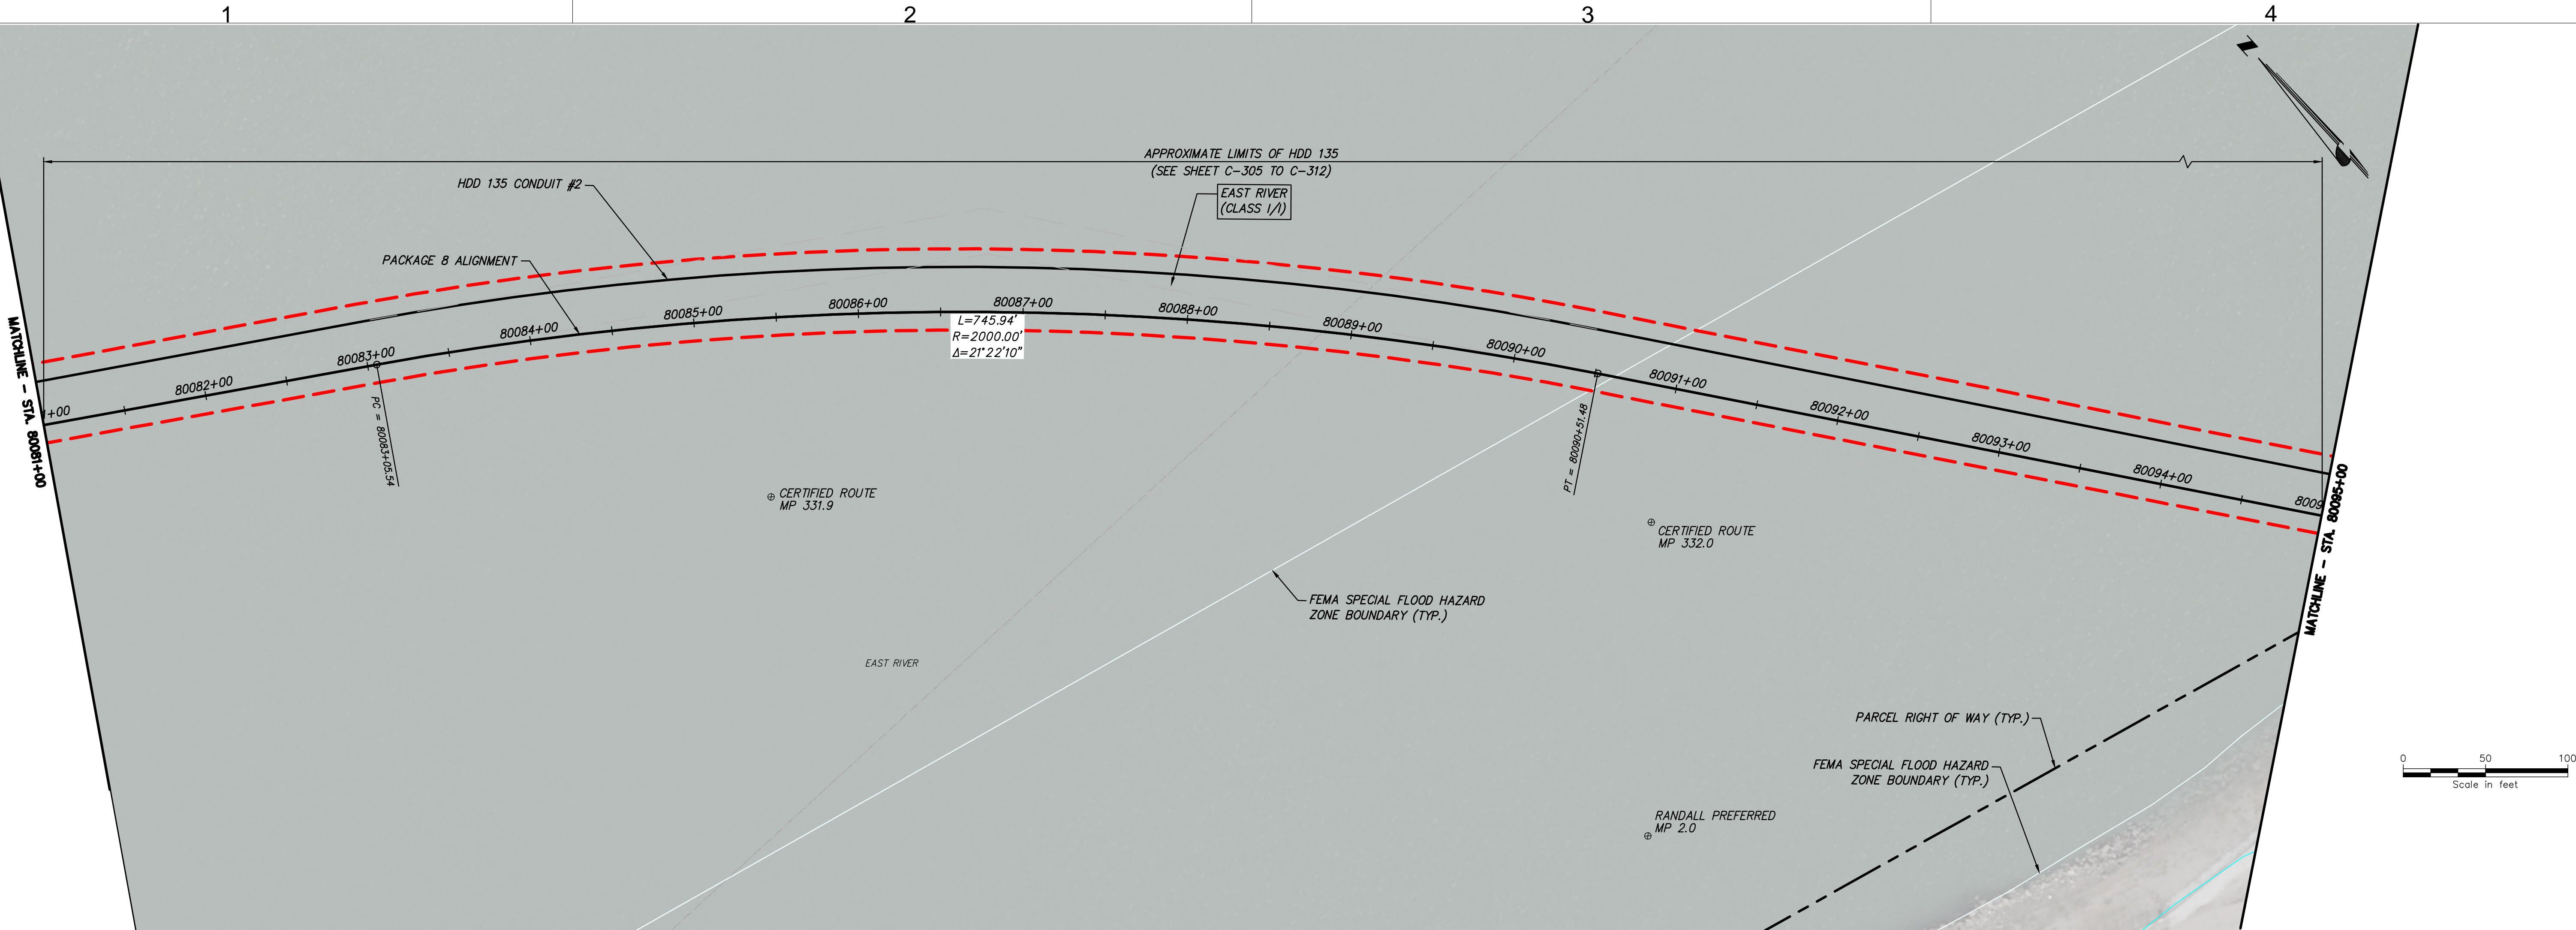 1
2
3
4
N
APPROXIMATE LIMITS OF HDD 135
(SEE SHEET C-305 TO C-312)
HDD 135 CONDUIT #2
EAST RIVER
(CLASS I/I)
PACKAGE 8 ALIGNMENT
MATCHLINE - STA. 80081+00
1+00
80082+00
80083+00
80084+00
80085+00
80086+00
80087+00
80088+00
80089+00
80090+00
80091+00
80092+00
80093+00
80094+00
8009
L=745.94'
R=2000.00'
Δ=21°22'10"
PC = 80083+05.54
PT = 80090+51.48
MATCHLINE - STA. 80095+00
CERTIFIED ROUTE
MP 331.9
CERTIFIED ROUTE
MP 332.0
FEMA SPECIAL FLOOD HAZARD
ZONE BOUNDARY (TYP.)
EAST RIVER
PARCEL RIGHT OF WAY (TYP.)
FEMA SPECIAL FLOOD HAZARD
ZONE BOUNDARY (TYP.)
RANDALL PREFERRED
MP 2.0
0 50 100
Scale in feet